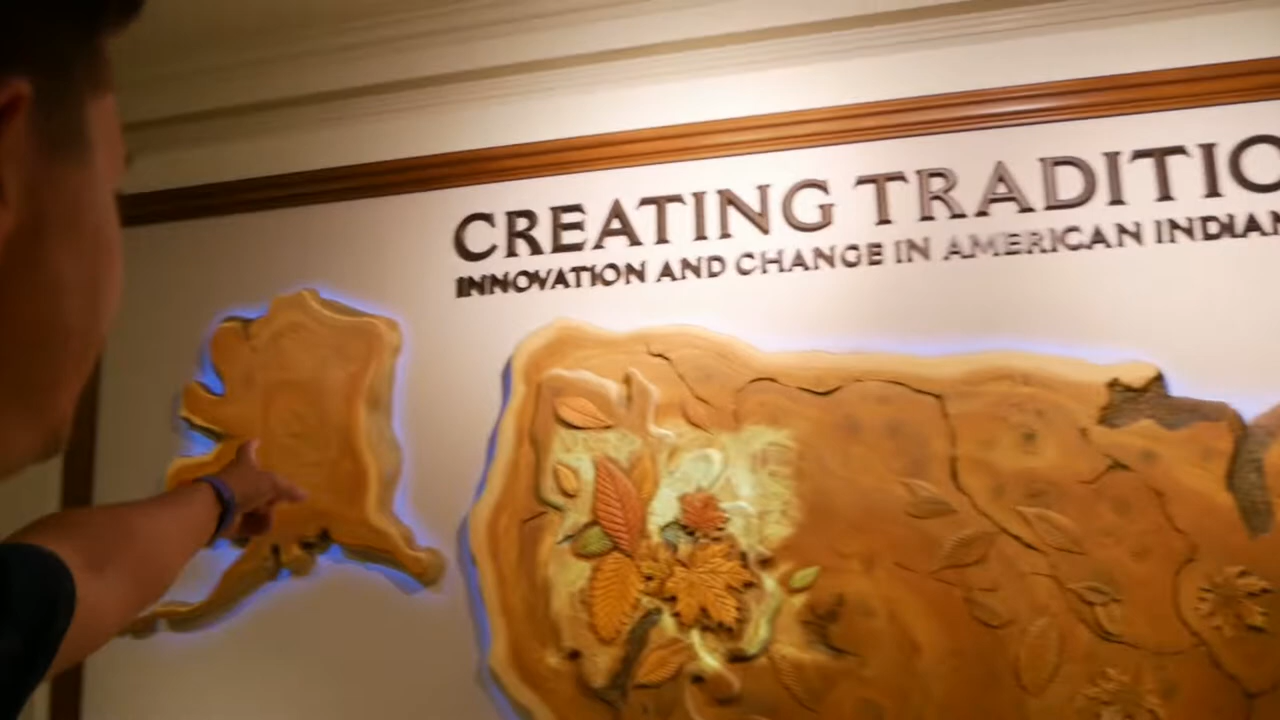 CREATING TRADITIO
INNOVATION AND CHANGE IN AMERICAN INDIAN